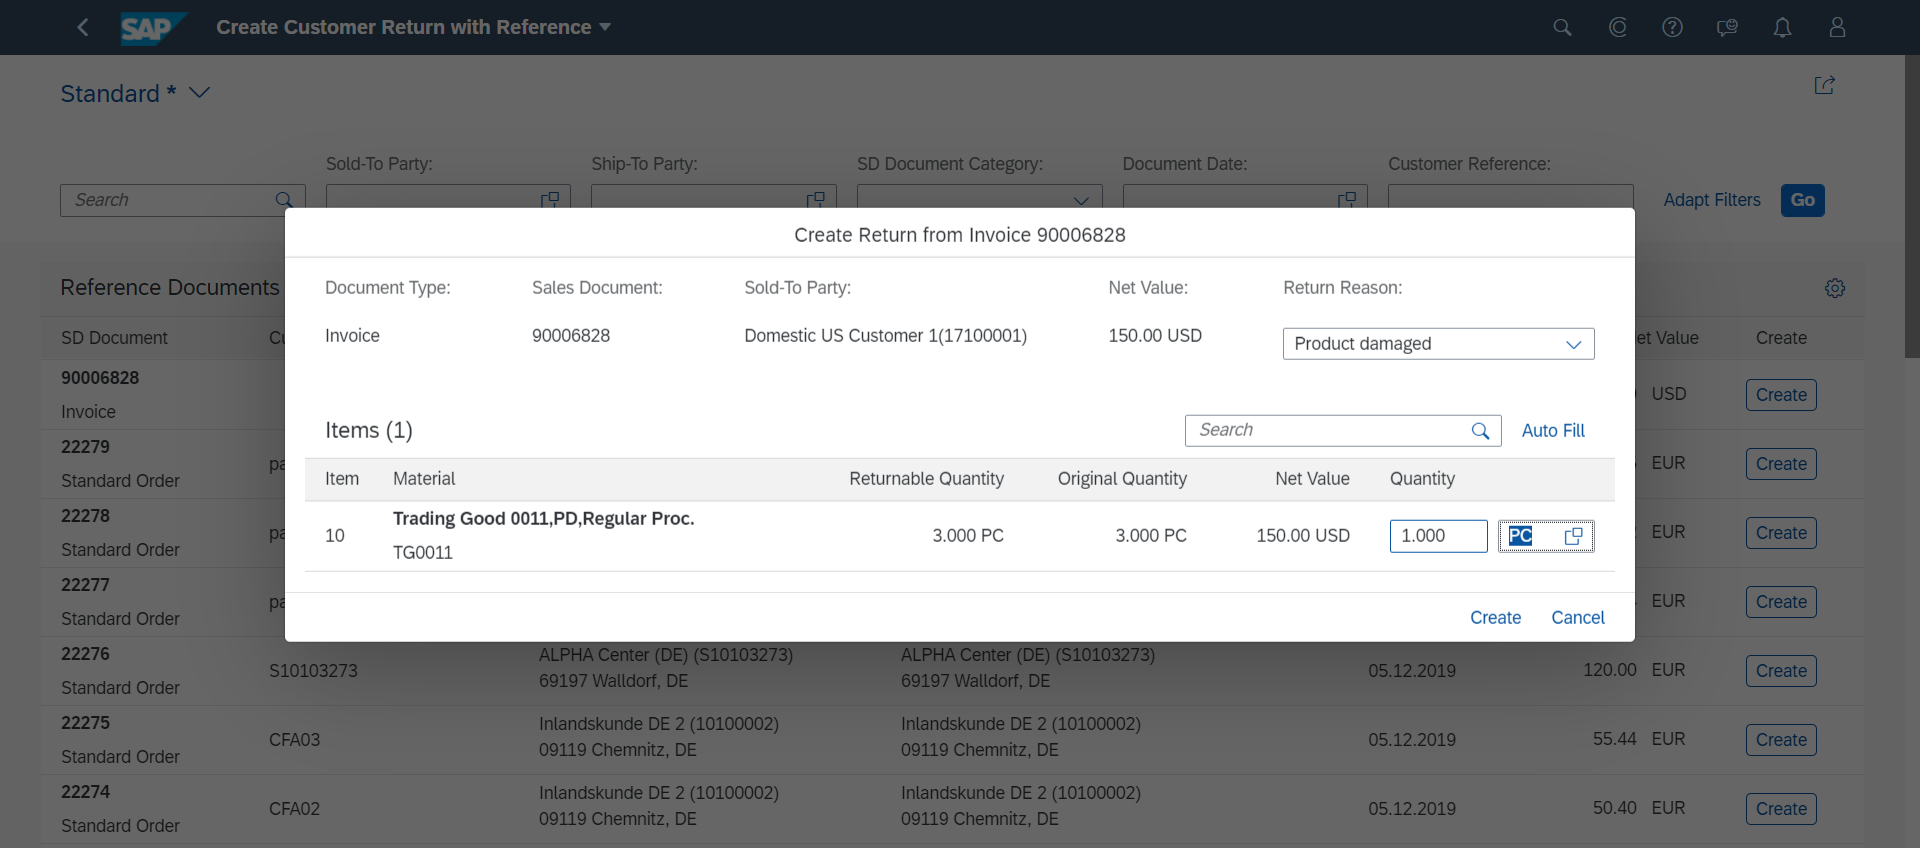 SAP Create Customer Return with Reference
Standard *
Sold-To Party: Ship-To Party: SD Document Category: Document Date: Customer Reference:
Search Adapt Filters Go
Create Return from Invoice 90006828
Document Type: Sales Document: Sold-To Party: Net Value: Return Reason:
Invoice 90006828 Domestic US Customer 1(17100001) 150.00 USD Product damaged
Items (1) Search Auto Fill
Item Material Returnable Quantity Original Quantity Net Value Quantity
10 Trading Good 0011,PD,Regular Proc. 3.000 PC 3.000 PC 150.00 USD 1.000 PC
TG0011
Create Cancel
Reference Documents
SD Document Value Create
90006828 USD Create
Invoice
22279 EUR Create
Standard Order
22278 EUR Create
Standard Order
22277 EUR Create
Standard Order
22276 S10103273 ALPHA Center (DE) (S10103273) ALPHA Center (DE) (S10103273) 05.12.2019 120.00 EUR Create
Standard Order 69197 Walldorf, DE 69197 Walldorf, DE
22275 CFA03 Inlandskunde DE 2 (10100002) Inlandskunde DE 2 (10100002) 05.12.2019 55.44 EUR Create
Standard Order 09119 Chemnitz, DE 09119 Chemnitz, DE
22274 CFA02 Inlandskunde DE 2 (10100002) Inlandskunde DE 2 (10100002) 05.12.2019 50.40 EUR Create
Standard Order 09119 Chemnitz, DE 09119 Chemnitz, DE